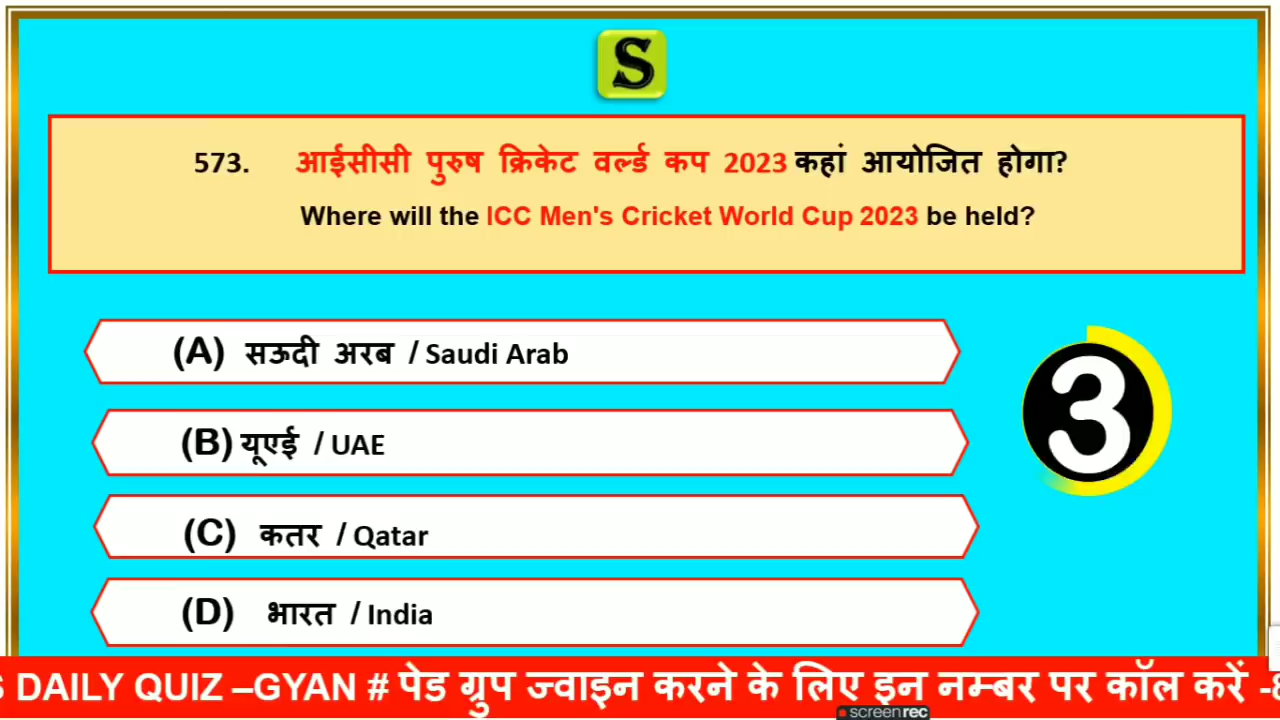 S
573. आईसीसी पुरुष क्रिकेट वर्ल्ड कप 2023 कहां आयोजित होगा?
Where will the ICC Men's Cricket World Cup 2023 be held?
(A) सऊदी अरब / Saudi Arab
3
(B) यूएई / UAE
(C) कतर / Qatar
(D) भारत / India
S DAILY QUIZ –GYAN # पेड ग्रुप ज्वाइन करने के लिए इन नम्बर पर कॉल करें -8
screenrec